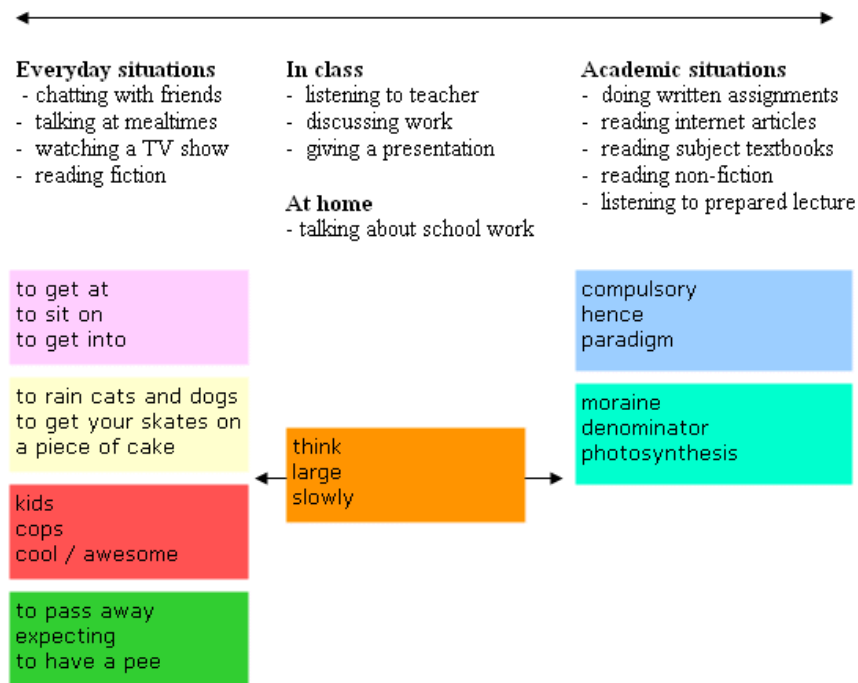 Everyday situations
- chatting with friends
- talking at mealtimes
- watching a TV show
- reading fiction
In class
- listening to teacher
- discussing work
- giving a presentation
At home
- talking about school work
Academic situations
- doing written assignments
- reading internet articles
- reading subject textbooks
- reading non-fiction
- listening to prepared lecture
to get at
to sit on
to get into
to rain cats and dogs
to get your skates on
a piece of cake
kids
cops
cool / awesome
to pass away
expecting
to have a pee
think
large
slowly
compulsory
hence
paradigm
moraine
denominator
photosynthesis